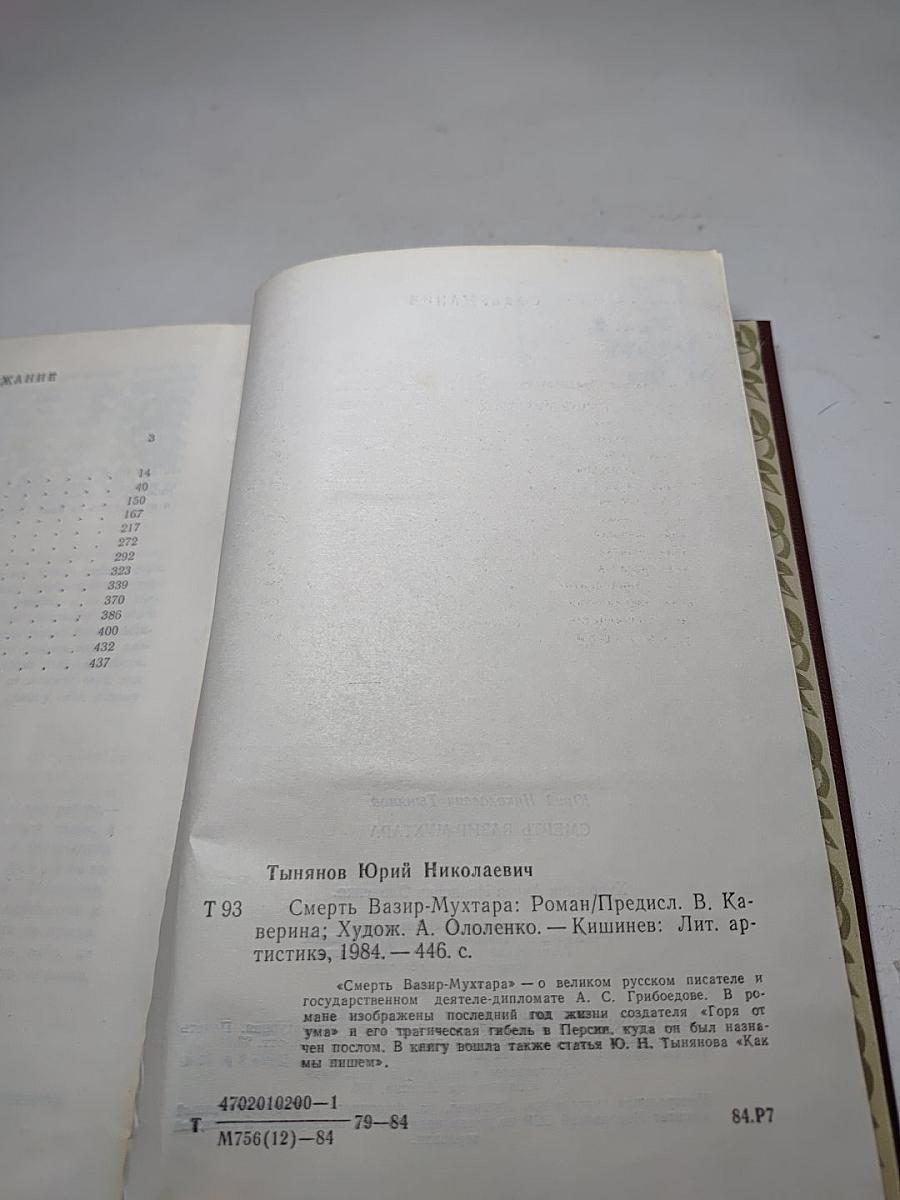 ЖАНИЕ
3
14
40
150
167
217
272
292
323
339
370
386
400
432
437
Тынянов Юрий Николаевич
Т 93 Смерть Вазир-Мухтара: Роман/Предисл. В. Ка-
верина; Худож. А. Ололенко. — Кишинев: Лит. ар-
тистикэ, 1984. — 446. с.
«Смерть Вазир-Мухтара» — о великом русском писателе и
государственном деятеле-дипломате А. С. Грибоедове. В ро-
мане изображены последний год жизни создателя «Горя от
ума» и его трагическая гибель в Персии, куда он был назна-
чен послом. В книгу вошла также статья Ю. Н. Тынянова «Как
мы пишем».
4702010200—1
Т 79—84
М756(12)—84
84.Р7